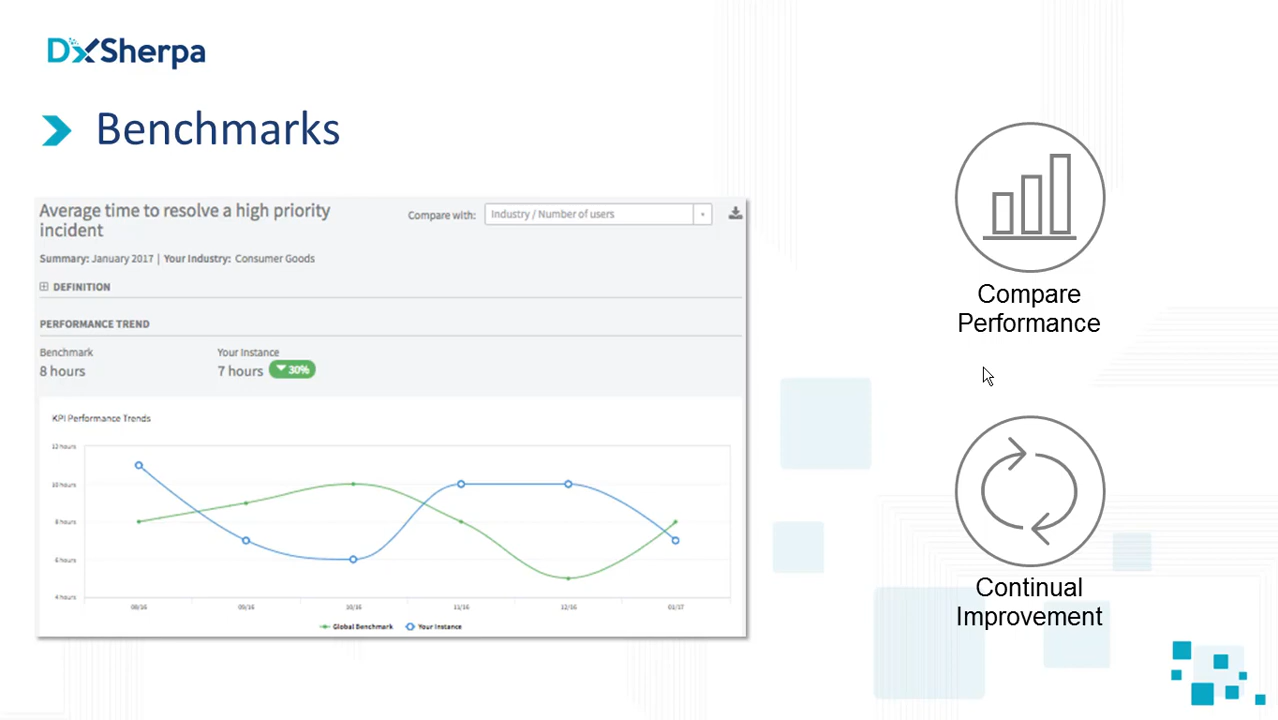 DxSherpa
Benchmarks
Average time to resolve a high priority
incident
Compare with: Industry / Number of users
Summary: January 2017 | Your Industry: Consumer Goods
DEFINITION
PERFORMANCE TREND
Benchmark
8 hours
Your Instance
7 hours 30%
KPI Performance Trends
12 hours
10 hours
8 hours
6 hours
4 hours
08/16 09/16 10/16 11/16 12/16 01/17
Global Benchmark Your Instance
Compare
Performance
Continual
Improvement